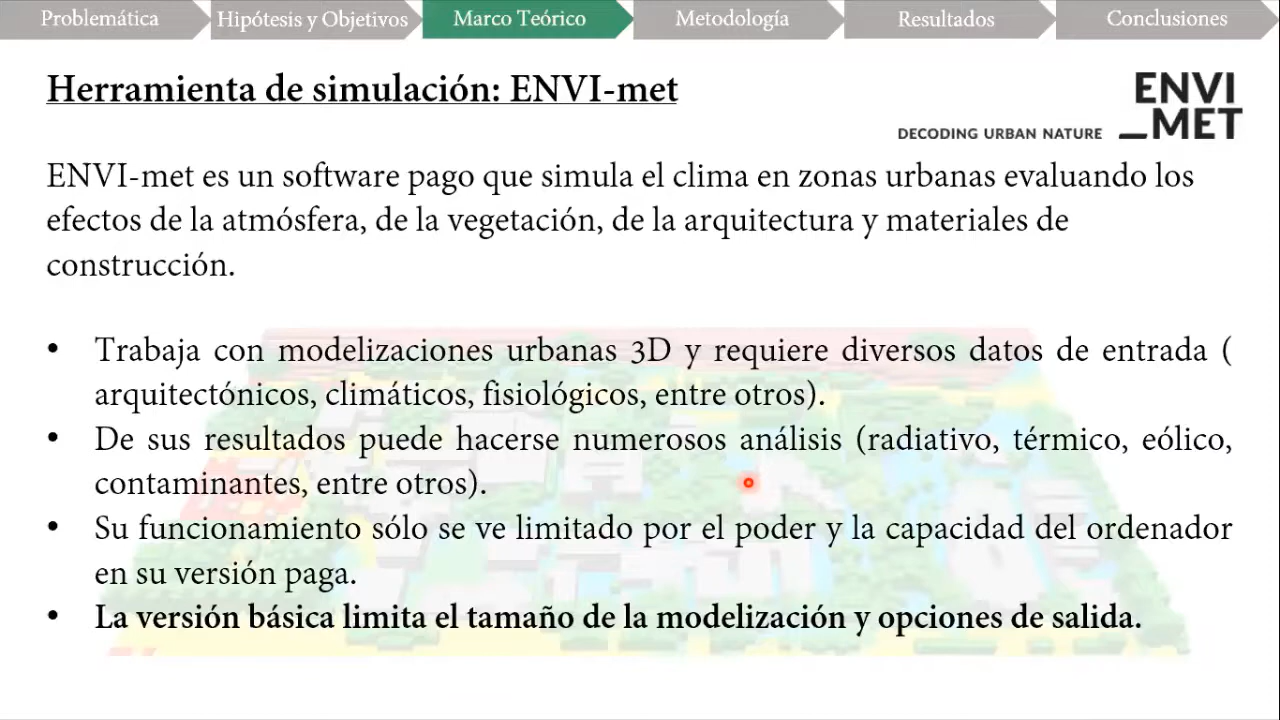 Problemática
Hipótesis y Objetivos
Marco Teórico
Metodología
Resultados
Conclusiones
Herramienta de simulación: ENVI-met
ENVI
_MET
DECODING URBAN NATURE
ENVI-met es un software pago que simula el clima en zonas urbanas evaluando los
efectos de la atmósfera, de la vegetación, de la arquitectura y materiales de
construcción.
• Trabaja con modelizaciones urbanas 3D y requiere diversos datos de entrada (
arquitectónicos, climáticos, fisiológicos, entre otros).
• De sus resultados puede hacerse numerosos análisis (radiativo, térmico, eólico,
contaminantes, entre otros).
• Su funcionamiento sólo se ve limitado por el poder y la capacidad del ordenador
en su versión paga.
• La versión básica limita el tamaño de la modelización y opciones de salida.